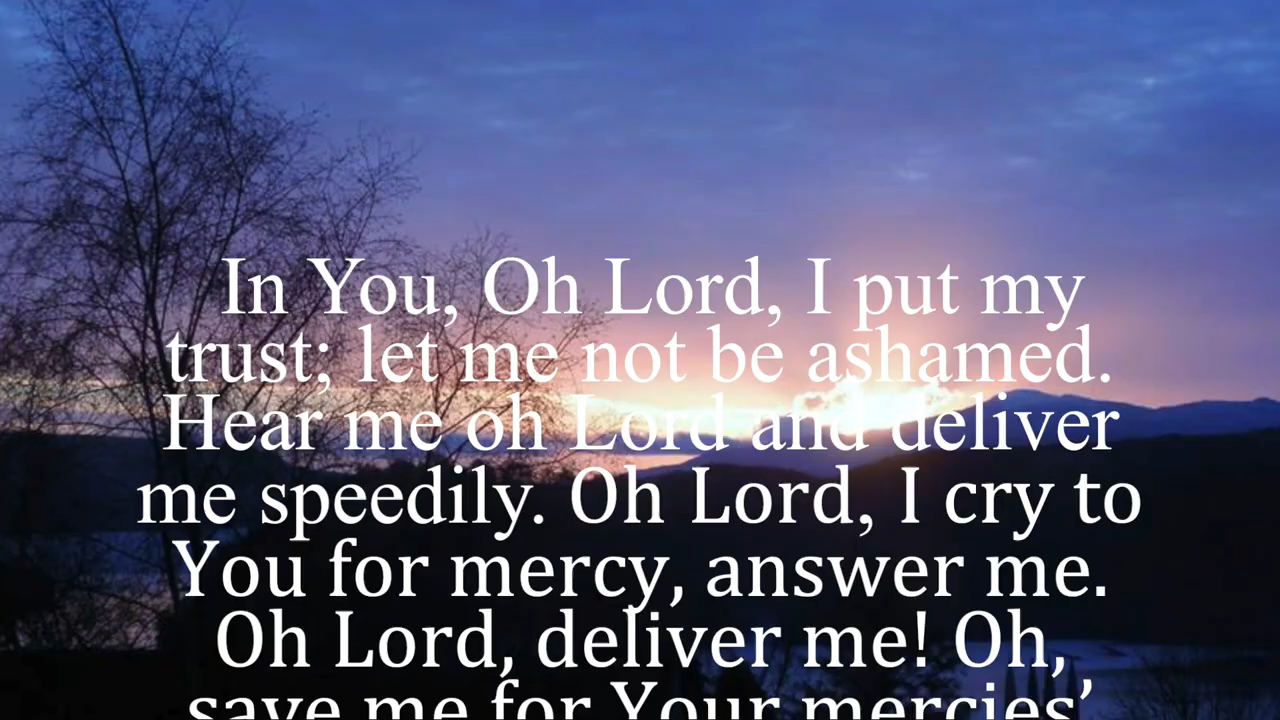 In You, Oh Lord, I put my
trust; let me not be ashamed.
Hear me oh Lord and deliver
me speedily. Oh Lord, I cry to
You for mercy, answer me.
Oh Lord, deliver me! Oh,
save me for Your mercies’